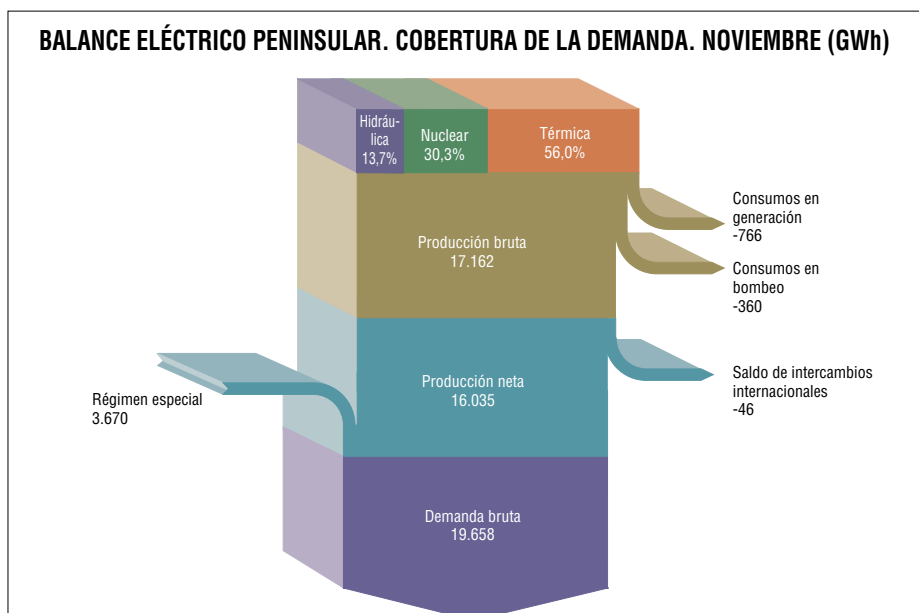 BALANCE ELÉCTRICO PENINSULAR. COBERTURA DE LA DEMANDA. NOVIEMBRE (GWh)
Hidráu-
lica
13,7%
Nuclear
30,3%
Térmica
56,0%
Consumos en
generación
-766
Producción bruta
17.162
Consumos en
bombeo
-360
Saldo de intercambios
internacionales
-46
Producción neta
16.035
Régimen especial
3.670
Demanda bruta
19.658